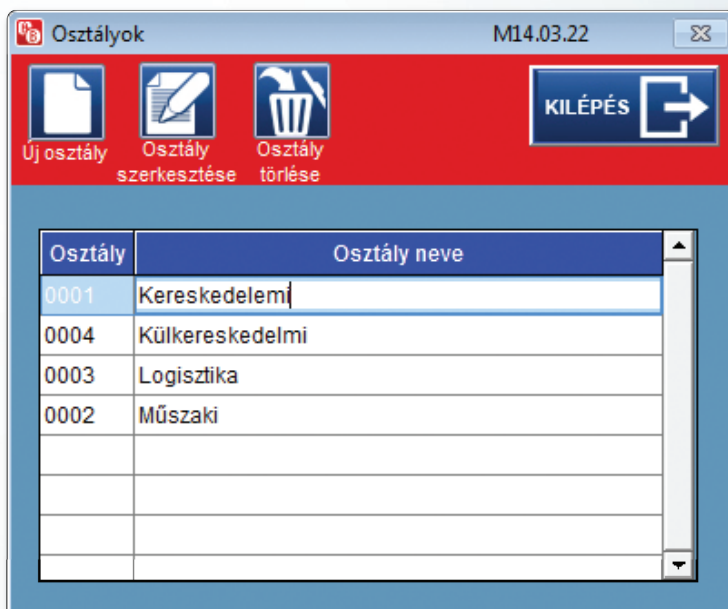 Osztályok M14.03.22
KILÉPÉS
Új osztály
Osztály
szerkesztése
Osztály
törlése
Osztály Osztály neve
0001 Kereskedelemi
0004 Külkereskedelmi
0003 Logisztika
0002 Műszaki